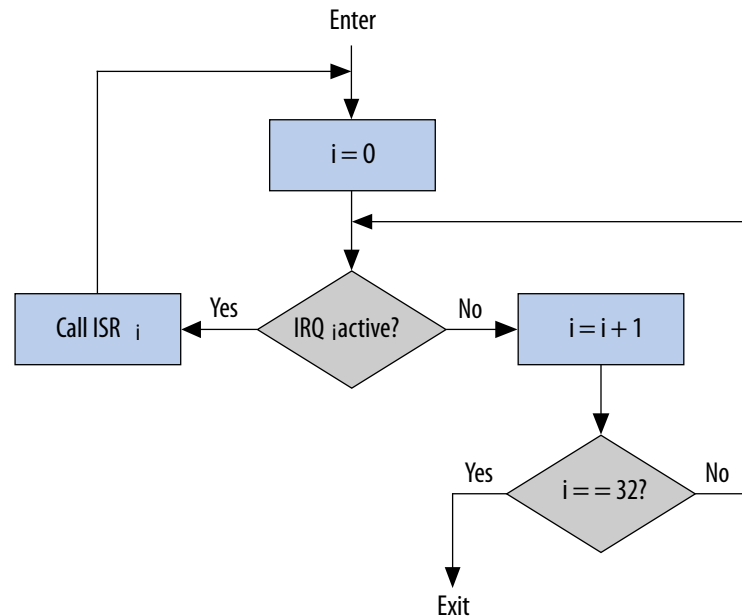 Enter
i = 0
Call ISR i
Yes
IRQ i active?
No
i = i + 1
Yes
i = = 32?
No
Exit